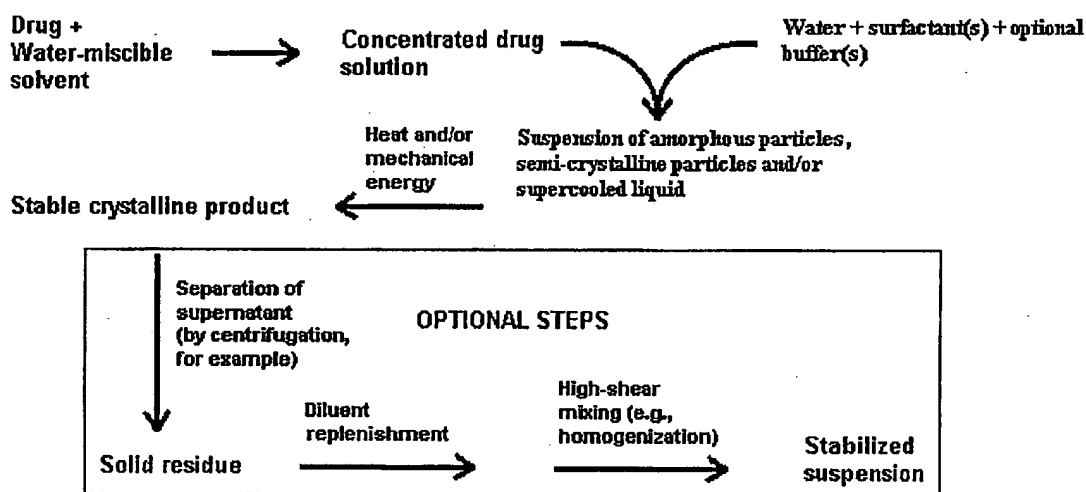 Drug +
Water-miscible
solvent
Concentrated drug
solution
Water + surfactant(s) + optional
buffer(s)
Heat and/or
mechanical
energy
Suspension of amorphous particles,
semi-crystalline particles and/or
supercooled liquid
Stable crystalline product
Separation of
supernatant
(by centrifugation,
for example)
OPTIONAL STEPS
Solid residue
Diluent
replenishment
High-shear
mixing (e.g.,
homogenization)
Stabilized
suspension